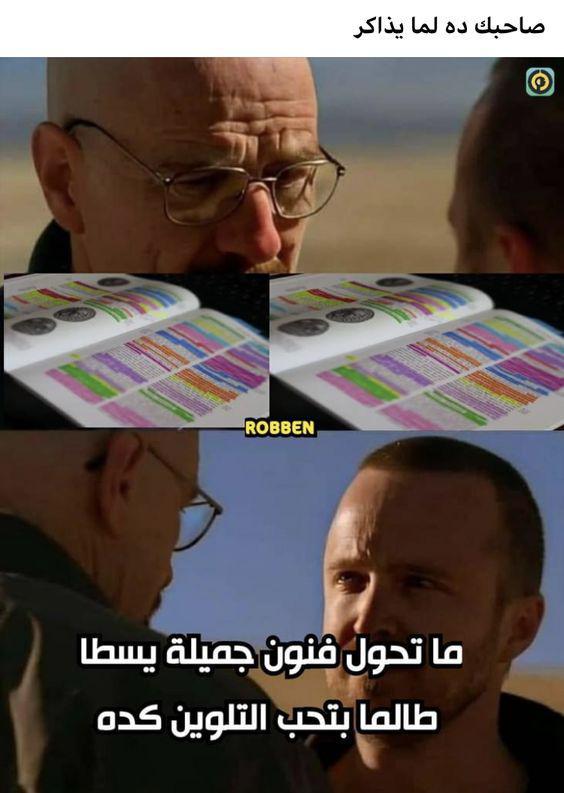 صاحبك ده لما يذاكر
ROBBEN
ما تحول فنون جميلة يسطا
طالما بتحب التلوين كده